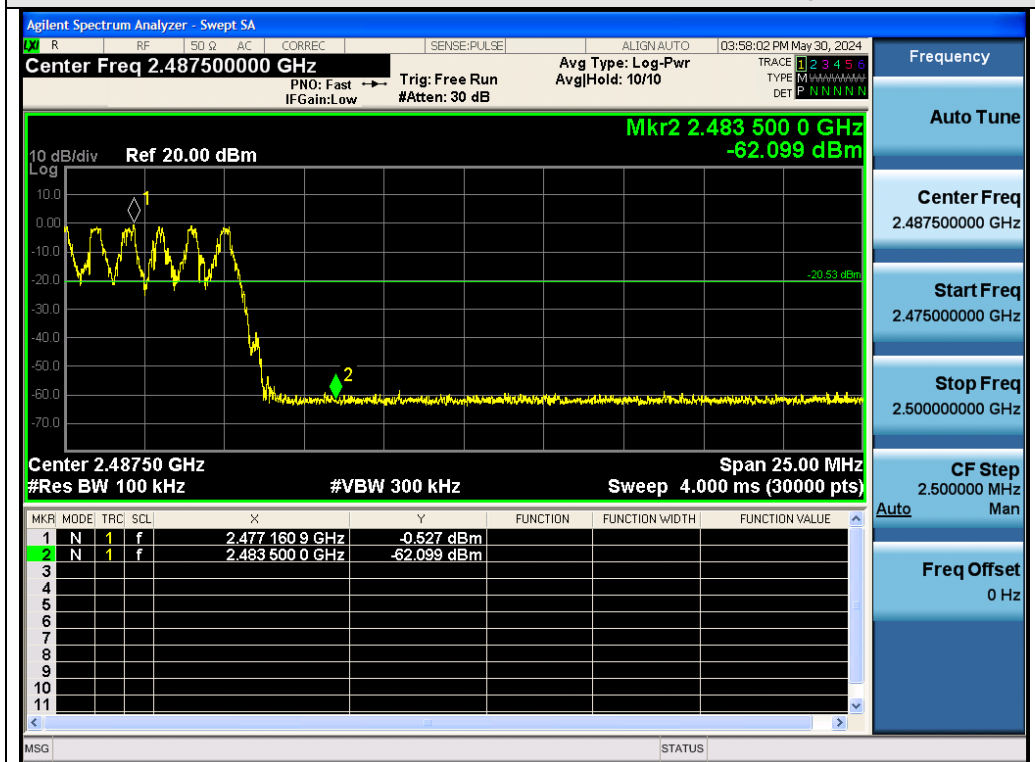 Agilent Spectrum Analyzer - Swept SA
LXI R RF 50 Ω AC CORREC SENSE:PULSE ALIGN AUTO 03:58:02 PM May 30, 2024
Center Freq 2.487500000 GHz
PNO: Fast
IFGain:Low
Trig: Free Run
#Atten: 30 dB
Avg Type: Log-Pwr
Avg|Hold: 10/10
TRACE 1 2 3 4 5 6
TYPE M
DET P N N N N N
Mkr2 2.483 500 0 GHz
-62.099 dBm
10 dB/div Ref 20.00 dBm
Log
10.0
0.00
-10.0
-20.0
-30.0
-40.0
-50.0
-60.0
-70.0
1
-20.53 dBm
2
Center 2.48750 GHz Span 25.00 MHz
#Res BW 100 kHz #VBW 300 kHz Sweep 4.000 ms (30000 pts)
MKR MODE TRC SCL X Y FUNCTION FUNCTION WIDTH FUNCTION VALUE
1 N 1 f 2.477 160 9 GHz -0.527 dBm
2 N 1 f 2.483 500 0 GHz -62.099 dBm
3
4
5
6
7
8
9
10
11
MSG STATUS
Frequency
Auto Tune
Center Freq
2.487500000 GHz
Start Freq
2.475000000 GHz
Stop Freq
2.500000000 GHz
CF Step
2.500000 MHz
Auto Man
Freq Offset
0 Hz